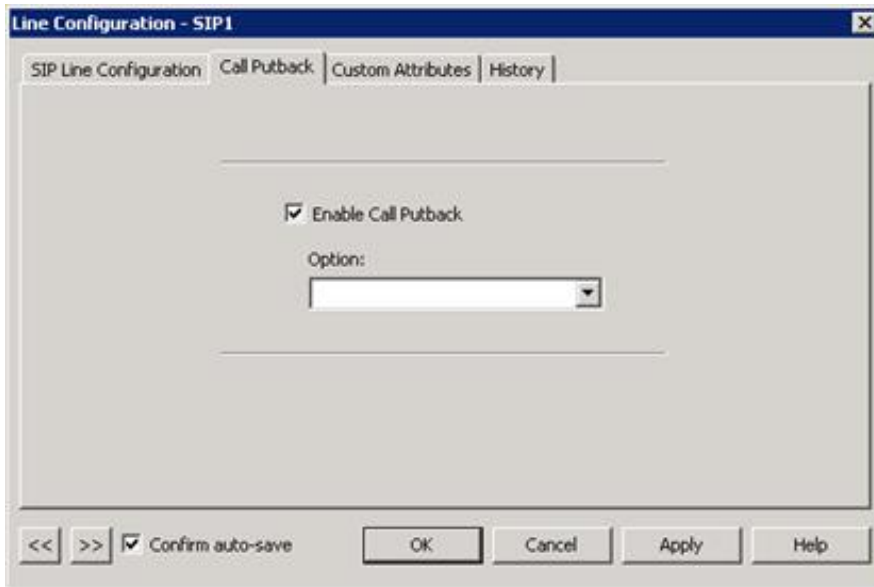 Line Configuration - SIP1
SIP Line Configuration Call Putback Custom Attributes History
Enable Call Putback
Option:
<< >> Confirm auto-save OK Cancel Apply Help